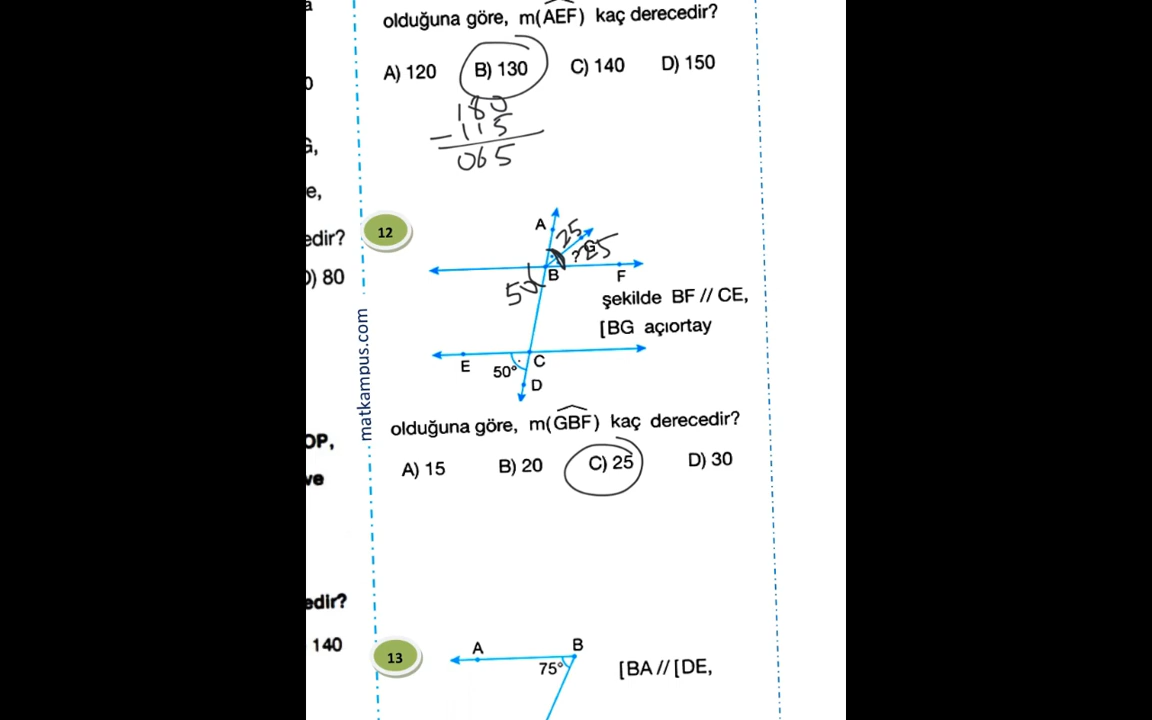 a
olduğuna göre, m(AEF) kaç derecedir?
A) 120 B) 130 C) 140 D) 150
0
180
- 115
065
G,
e,
edir?
12
A
25
G
? 25
B
F
D) 80
50
şekilde BF // CE,
[BG açıortay
matkampus.com
E
50°
C
D
olduğuna göre, m(GBF) kaç derecedir?
OP,
A) 15 B) 20 C) 25 D) 30
ve
edir?
140
13
A
B
75°
[BA // [DE,